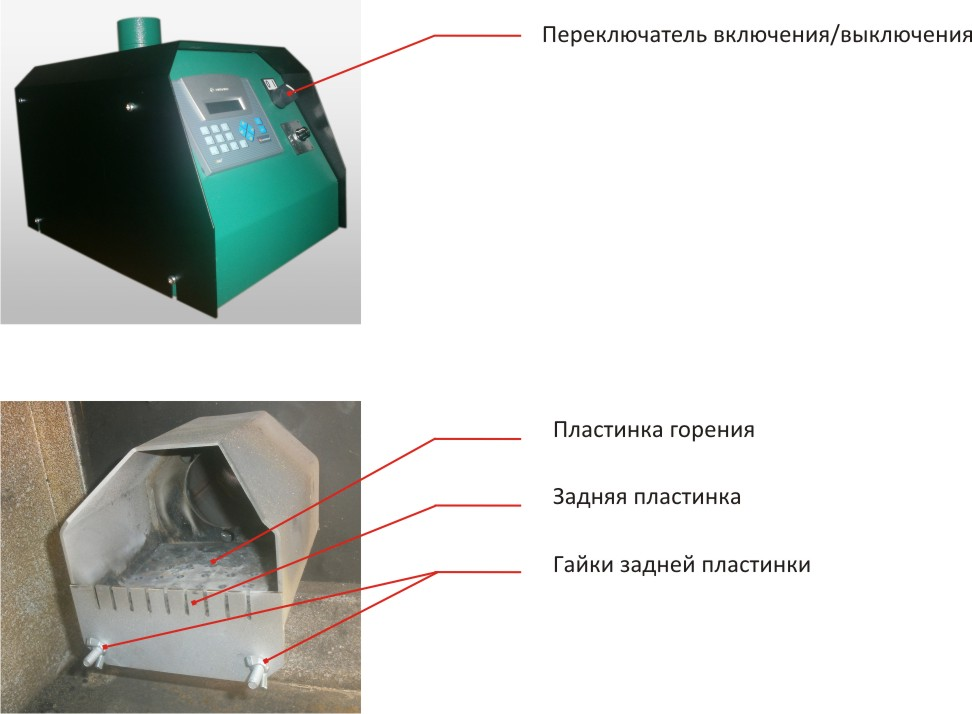 Переключатель включения/выключения
Пластинка горения
Задняя пластинка
Гайки задней пластинки